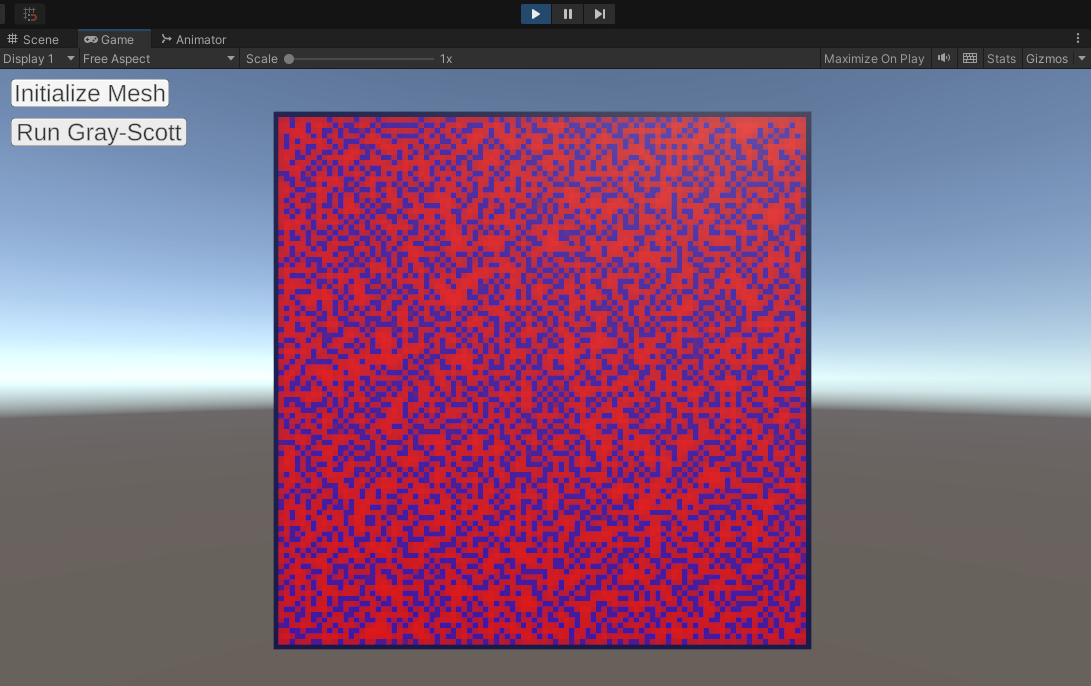 Scene Game Animator
Display 1 Free Aspect Scale 1x Maximize On Play Stats Gizmos
Initialize Mesh
Run Gray-Scott